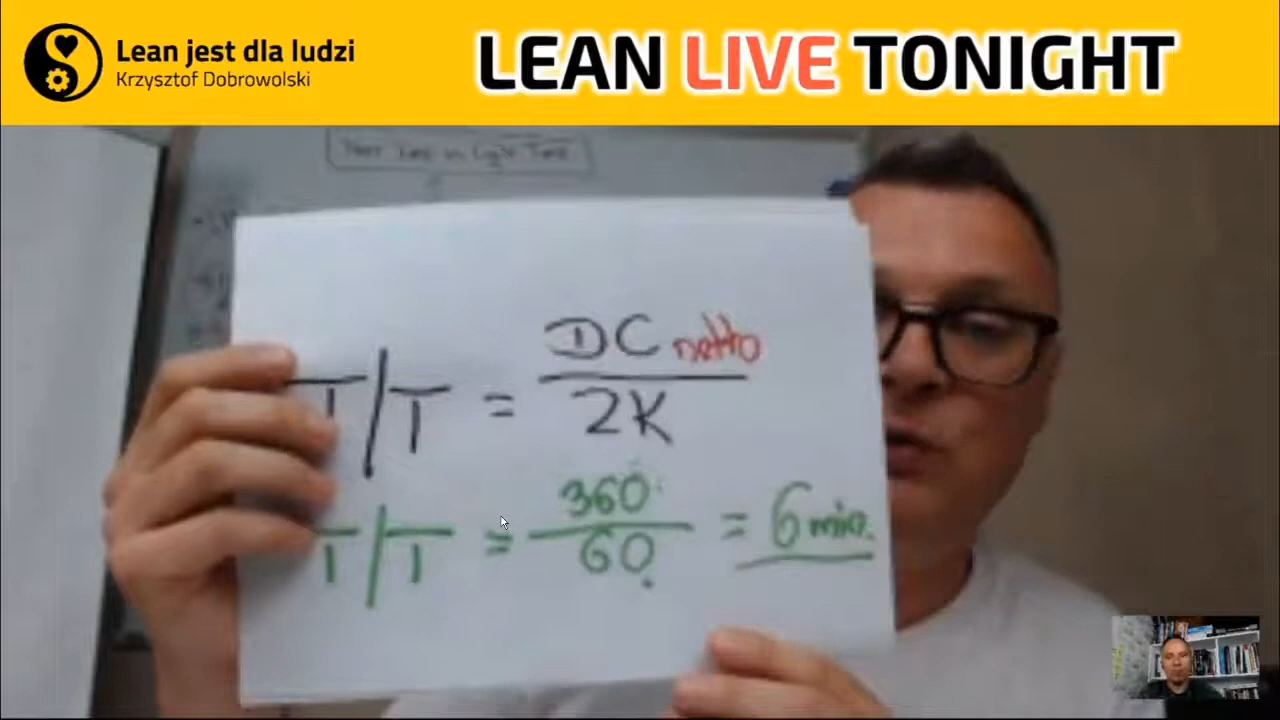 Lean jest dla ludzi
Krzysztof Dobrowolski
LEAN LIVE TONIGHT
T/T = DC netto / 2K
T/T = 360 / 60 = 6 min.